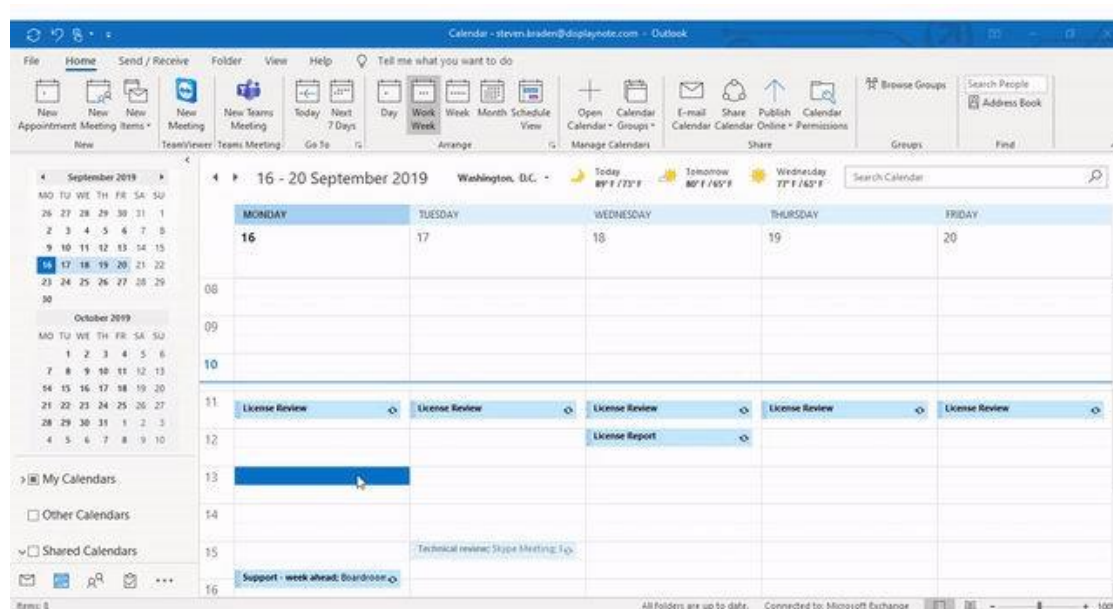 Calendar - steven.braden@displaynote.com - Outlook
File Home Send / Receive Folder View Help Tell me what you want to do
New Appointment
New Meeting
New Items
New Meeting
New Teams Meeting
Today
Next 7 Days
Day
Work Week
Week
Month
Schedule View
Open Calendar
Calendar Groups
E-mail Calendar
Share Calendar
Publish Online
Calendar Permissions
Browse Groups
Search People
Address Book
New TeamViewer Teams Meeting Go To Arrange Manage Calendars Share Groups Find
September 2019
MO TU WE TH FR SA SU
26 27 28 29 30 31 1
2 3 4 5 6 7 8
9 10 11 12 13 14 15
16 17 18 19 20 21 22
23 24 25 26 27 28 29
30
October 2019
MO TU WE TH FR SA SU
1 2 3 4 5 6
7 8 9 10 11 12 13
14 15 16 17 18 19 20
21 22 23 24 25 26 27
28 29 30 31 1 2 3
4 5 6 7 8 9 10
My Calendars
Other Calendars
Shared Calendars
16 - 20 September 2019 Washington, D.C.
Today
89°F/73°F
Tomorrow
80°F/65°F
Wednesday
77°F/65°F
Search Calendar
MONDAY TUESDAY WEDNESDAY THURSDAY FRIDAY
16 17 18 19 20
08
09
10
11
License Review License Review License Review License Review License Review
License Report
12
13
14
15
Technical review; Skype Meeting;
Support - week ahead; Boardroom
16
Items: 8
All folders are up to date. Connected to: Microsoft Exchange